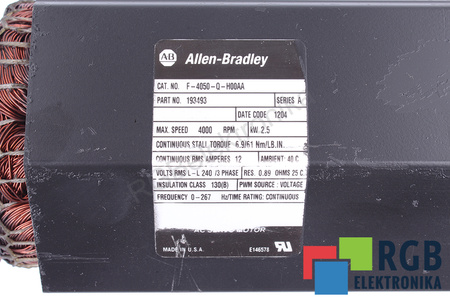 AB Allen-Bradley
CAT. NO. F-4050-Q-H00AA
PART NO. 193493 SERIES A
DATE CODE 1204
MAX. SPEED 4000 RPM kW 2.5
CONTINUOUS STALL TORQUE 6.9/61 Nm/LB.IN.
CONTINUOUS RMS AMPERES 12 AMBIENT 40 C
VOLTS RMS L-L 240 /3 PHASE RES. 0.89 OHMS 25 C
INSULATION CLASS 130(B) PWM SOURCE: VOLTAGE
FREQUENCY 0-267 Hz/TIME RATING: CONTINUOUS
AC SERVO MOTOR
MADE IN U.S.A. E146578
RGB
ELEKTRONIKA